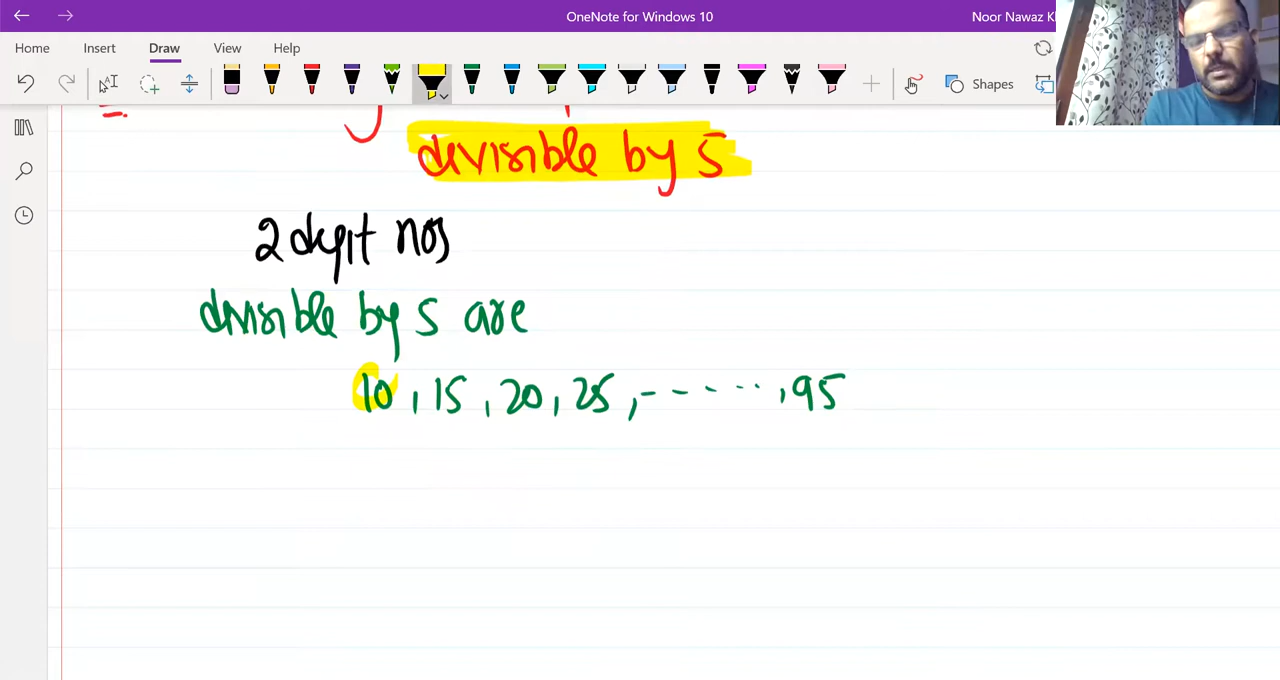 OneNote for Windows 10
Noor Nawaz Kh
Home Insert Draw View Help
Shapes
divisible by 5
2 digit nos
divisible by 5 are
10, 15, 20, 25, ------, 95